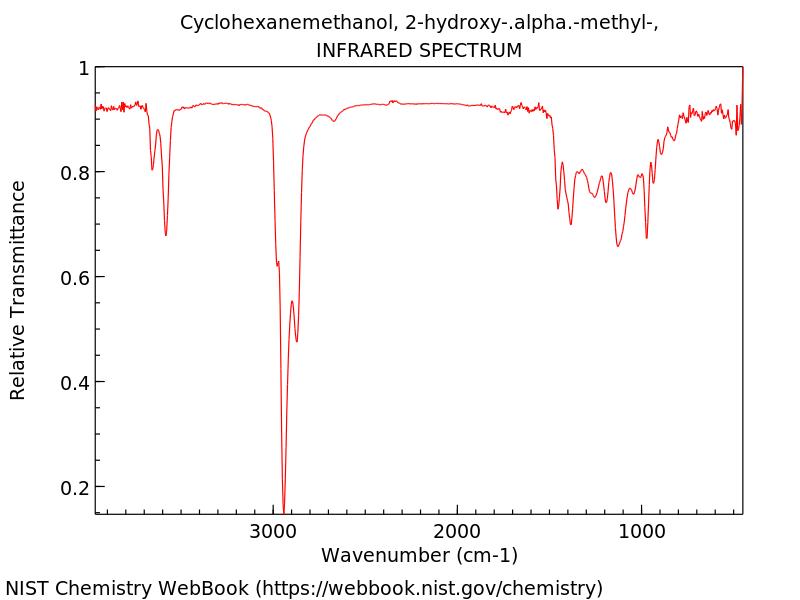 Cyclohexanemethanol, 2-hydroxy-.alpha.-methyl-,
INFRARED SPECTRUM
1
0.8
0.6
0.4
0.2
Relative Transmittance
3000
2000
1000
Wavenumber (cm-1)
NIST Chemistry WebBook (https://webbook.nist.gov/chemistry)